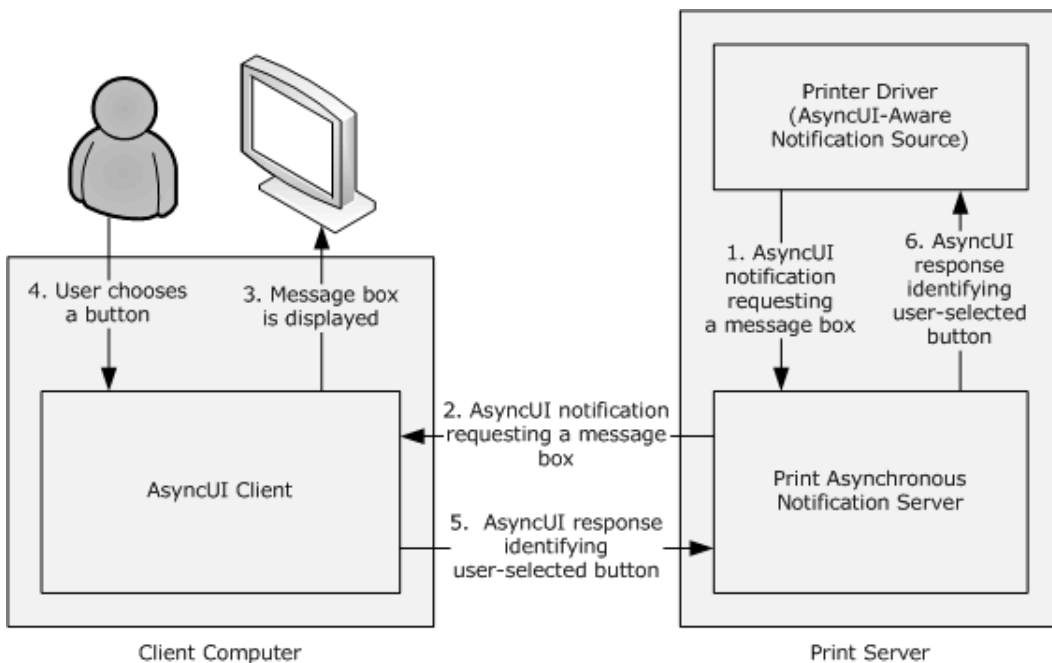 Printer Driver
(AsyncUI-Aware
Notification Source)
1. AsyncUI
notification
requesting
a message box
6. AsyncUI
response
identifying
user-selected
button
4. User chooses
a button
3. Message box
is displayed
2. AsyncUI notification
requesting a message
box
AsyncUI Client
Print Asynchronous
Notification Server
5. AsyncUI response
identifying
user-selected button
Client Computer
Print Server